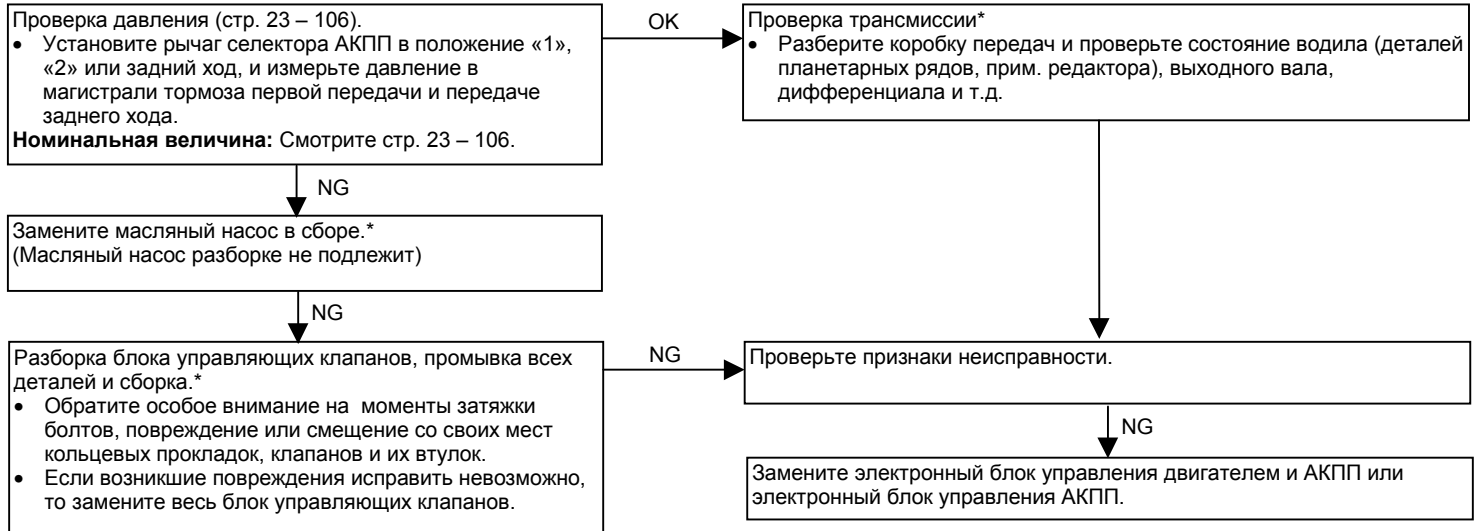 Проверка давления (стр. 23 – 106).
• Установите рычаг селектора АКПП в положение «1»,
«2» или задний ход, и измерьте давление в
магистрали тормоза первой передачи и передаче
заднего хода.
Номинальная величина: Смотрите стр. 23 – 106.
OK
Проверка трансмиссии*
• Разберите коробку передач и проверьте состояние водила (деталей
планетарных рядов, прим. редактора), выходного вала,
дифференциала и т.д.
NG
Замените масляный насос в сборе.*
(Масляный насос разборке не подлежит)
NG
Разборка блока управляющих клапанов, промывка всех
деталей и сборка.*
• Обратите особое внимание на моменты затяжки
болтов, повреждение или смещение со своих мест
кольцевых прокладок, клапанов и их втулок.
• Если возникшие повреждения исправить невозможно,
то замените весь блок управляющих клапанов.
NG
Проверьте признаки неисправности.
NG
Замените электронный блок управления двигателем и АКПП или
электронный блок управления АКПП.